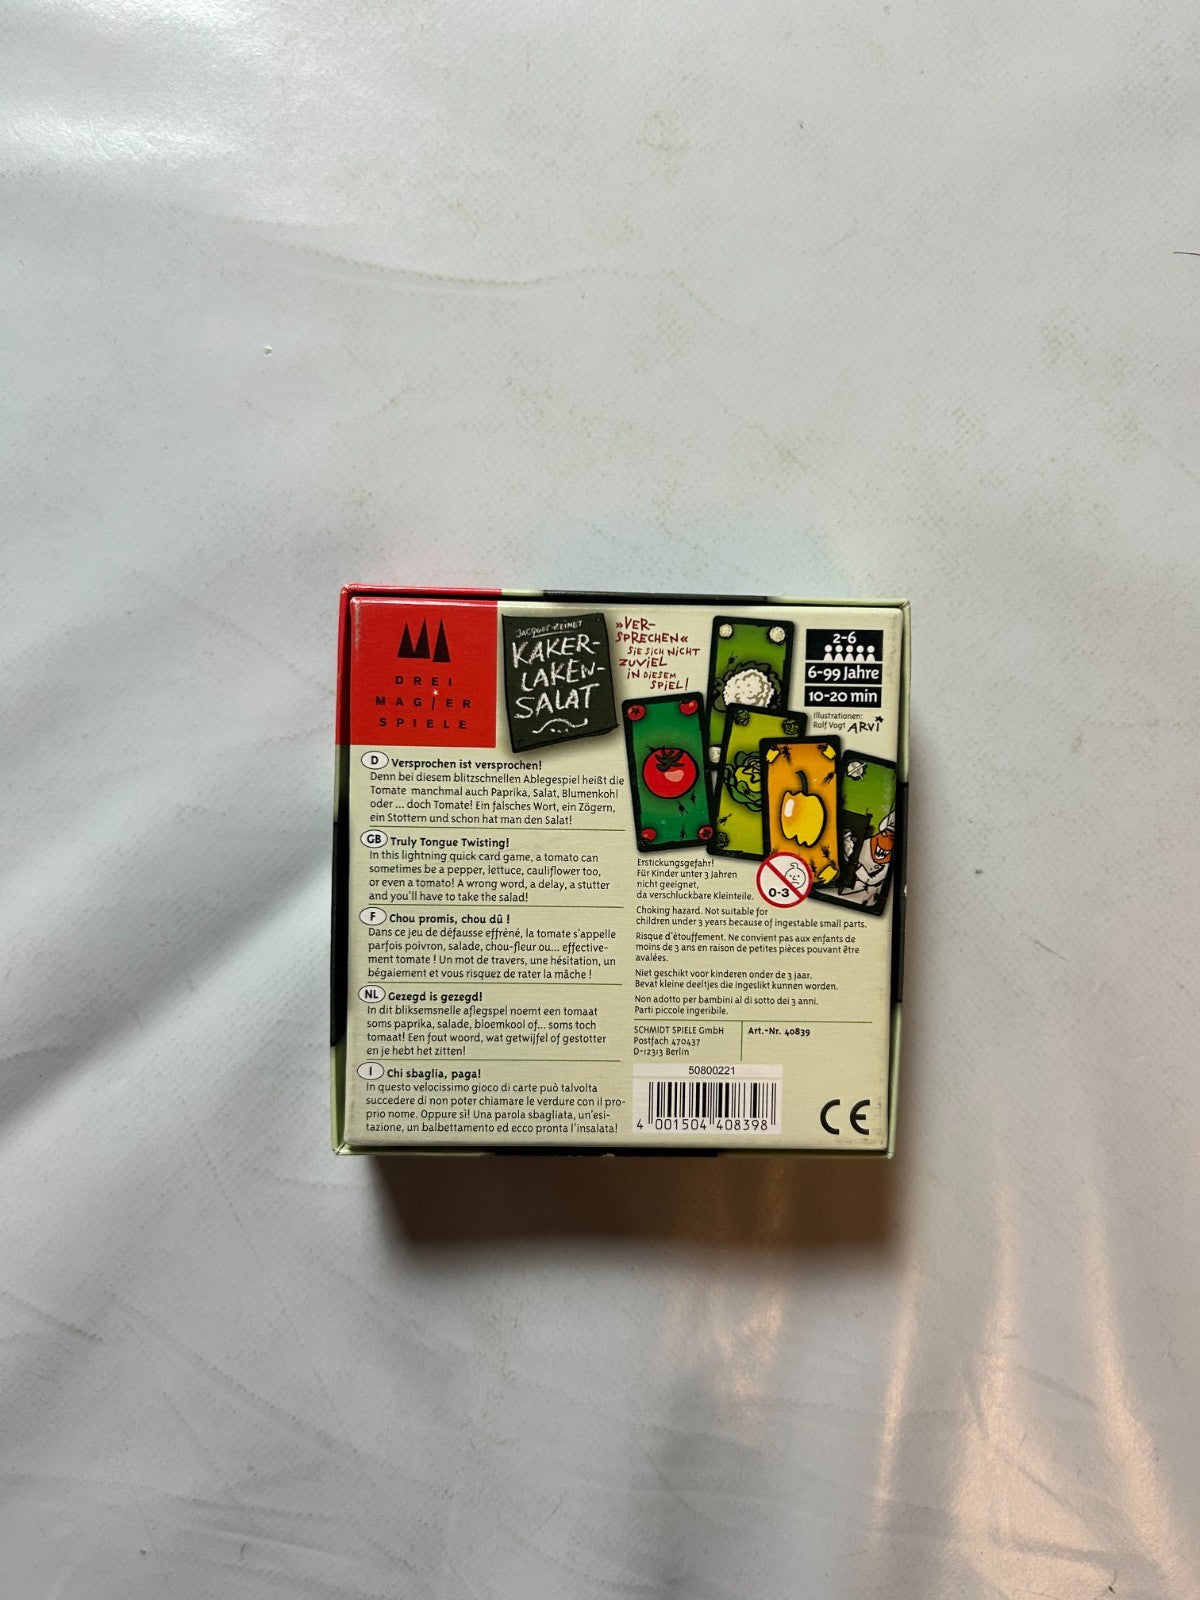 DREI
MAGIER
SPIELE
JACQUES ZEIMET
KAKER-
LAKEN-
SALAT
»VER-
SPRECHEN«
SIE SICH NICHT
ZUVIEL
IN DIESEM
SPIEL!
2-6
6-99 Jahre
10-20 min
Illustrationen:
Rolf Vogt ARVi
D Versprochen ist versprochen!
Denn bei diesem blitzschnellen Ablegespiel heißt die
Tomate manchmal auch Paprika, Salat, Blumenkohl
oder ... doch Tomate! Ein falsches Wort, ein Zögern,
ein Stottern und schon hat man den Salat!
GB Truly Tongue Twisting!
In this lightning quick card game, a tomato can
sometimes be a pepper, lettuce, cauliflower too,
or even a tomato! A wrong word, a delay, a stutter
and you'll have to take the salad!
F Chou promis, chou dû !
Dans ce jeu de défausse effréné, la tomate s'appelle
parfois poivron, salade, chou-fleur ou... effective-
ment tomate ! Un mot de travers, une hésitation, un
bégaiement et vous risquez de rater la mâche !
NL Gezegd is gezegd!
In dit bliksemsnelle aflegspel noemt een tomaat
soms paprika, salade, bloemkool of... soms toch
tomaat! Een fout woord, wat getwijfel of gestotter
en je hebt het zitten!
I Chi sbaglia, paga!
In questo velocissimo gioco di carte può talvolta
succedere di non poter chiamare le verdure con il pro-
prio nome. Oppure sì! Una parola sbagliata, un'esi-
tazione, un balbettamento ed ecco pronta l'insalata!
Erstickungsgefahr!
Für Kinder unter 3 Jahren
nicht geeignet,
da verschluckbare Kleinteile.
0-3
Choking hazard. Not suitable for
children under 3 years because of ingestable small parts.
Risque d'étouffement. Ne convient pas aux enfants de
moins de 3 ans en raison de petites pièces pouvant être
avalées.
Niet geschikt voor kinderen onder de 3 jaar.
Bevat kleine deeltjes die ingeslikt kunnen worden.
Non adotto per bambini al di sotto dei 3 anni.
Parti piccole ingeribile.
SCHMIDT SPIELE GmbH
Postfach 470437
D-12313 Berlin
Art.-Nr. 40839
50800221
4 001504 408398
CE